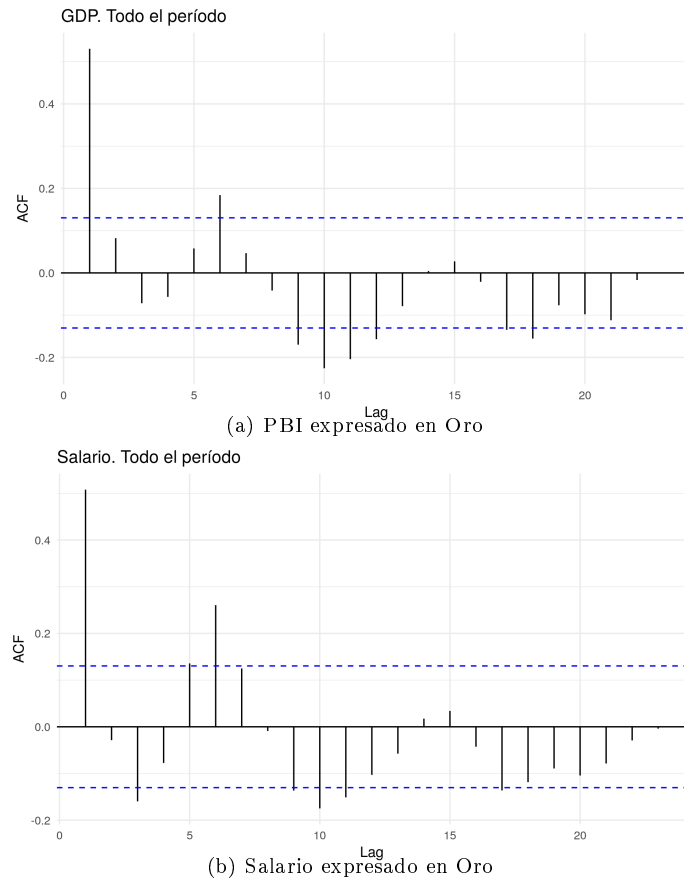 GDP. Todo el período
ACF
0.4
0.2
0.0
-0.2
0 5 10 15 20
Lag
(a) PBI expresado en Oro
Salario. Todo el período
ACF
0.4
0.2
0.0
-0.2
0 5 10 15 20
Lag
(b) Salario expresado en Oro